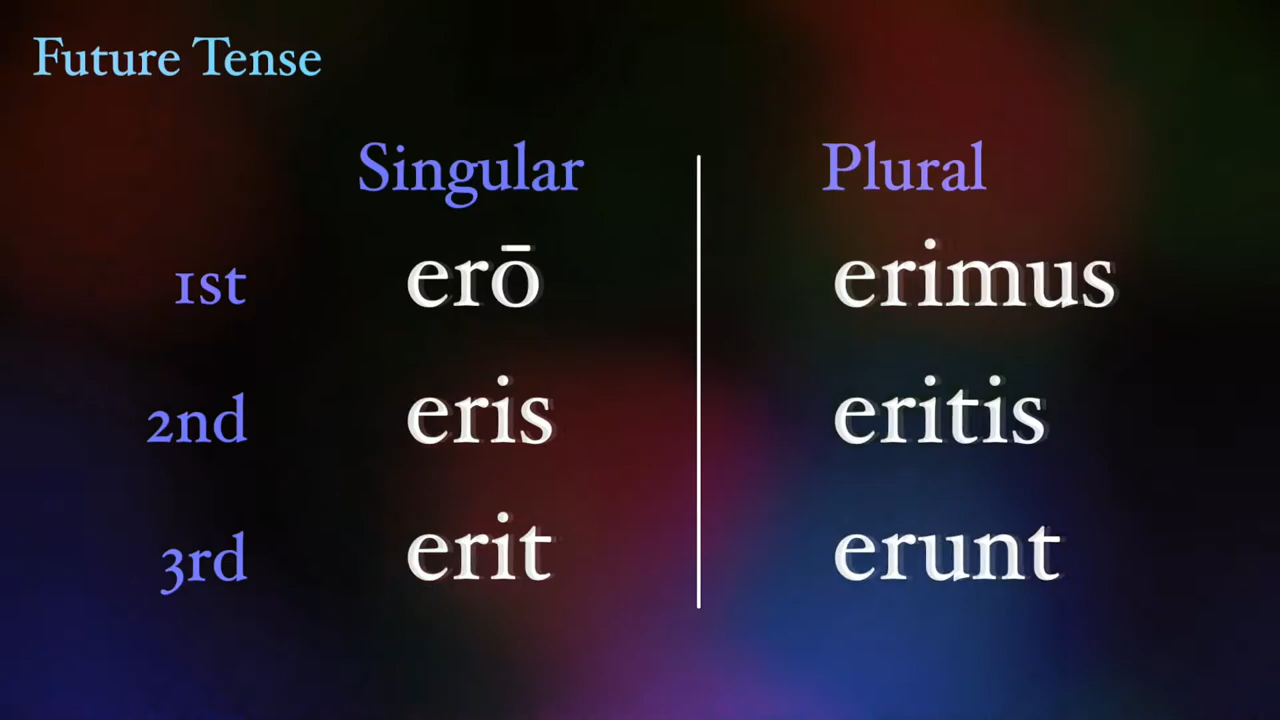 Future Tense
Singular Plural
1st erō erimus
2nd eris eritis
3rd erit erunt